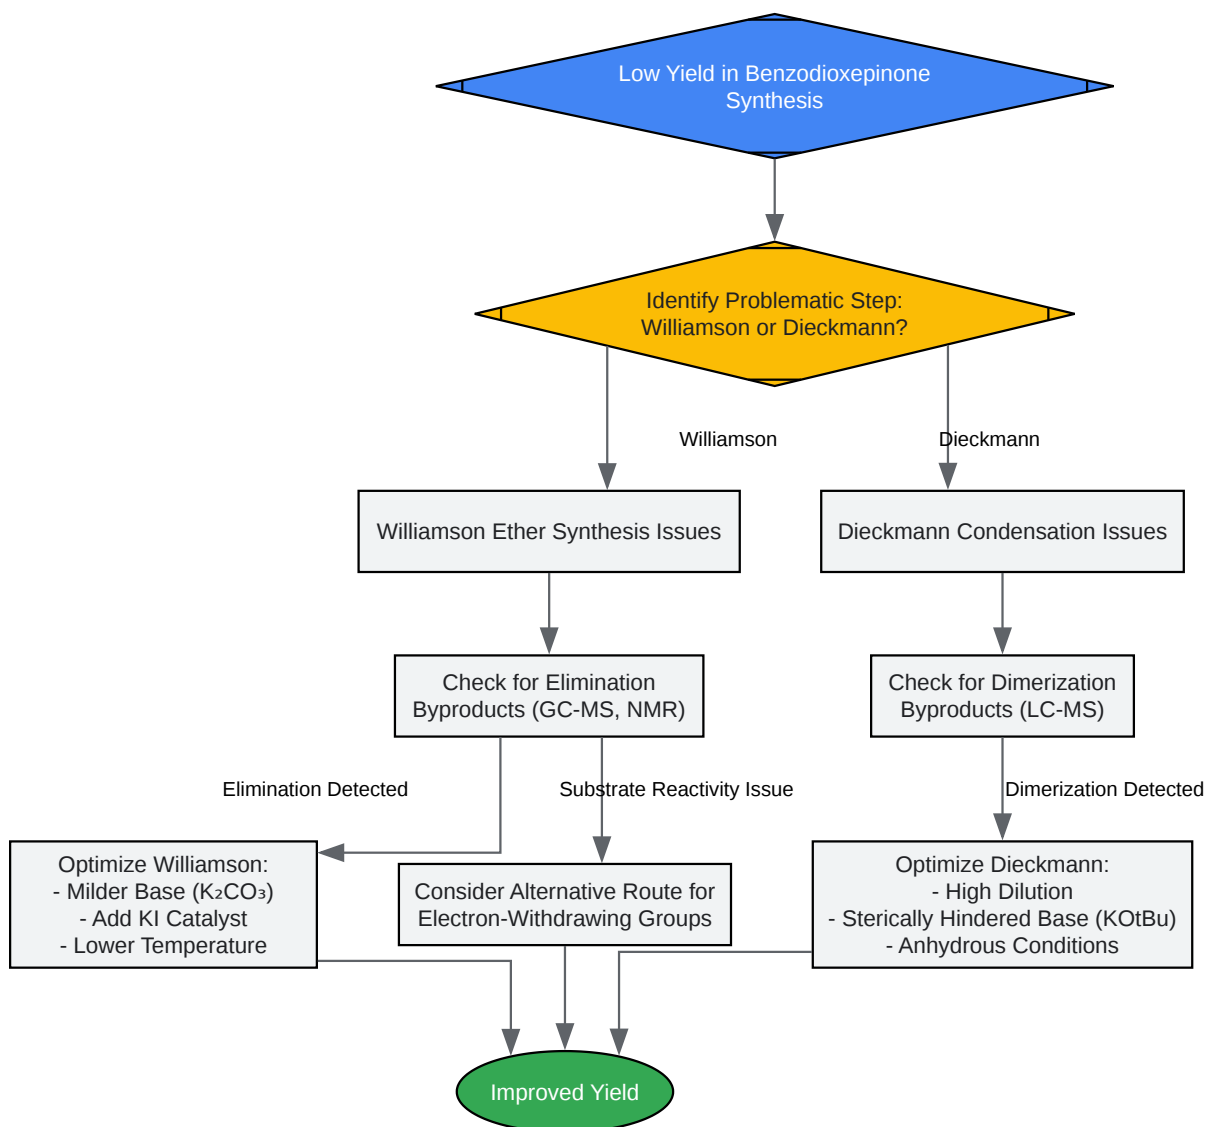 Low Yield in Benzodioxepinone
Synthesis
Identify Problematic Step:
Williamson or Dieckmann?
Williamson
Dieckmann
Williamson Ether Synthesis Issues
Dieckmann Condensation Issues
Check for Elimination
Byproducts (GC-MS, NMR)
Check for Dimerization
Byproducts (LC-MS)
Elimination Detected
Substrate Reactivity Issue
Dimerization Detected
Optimize Williamson:
- Milder Base (K₂CO₃)
- Add KI Catalyst
- Lower Temperature
Consider Alternative Route for
Electron-Withdrawing Groups
Optimize Dieckmann:
- High Dilution
- Sterically Hindered Base (KOtBu)
- Anhydrous Conditions
Improved Yield